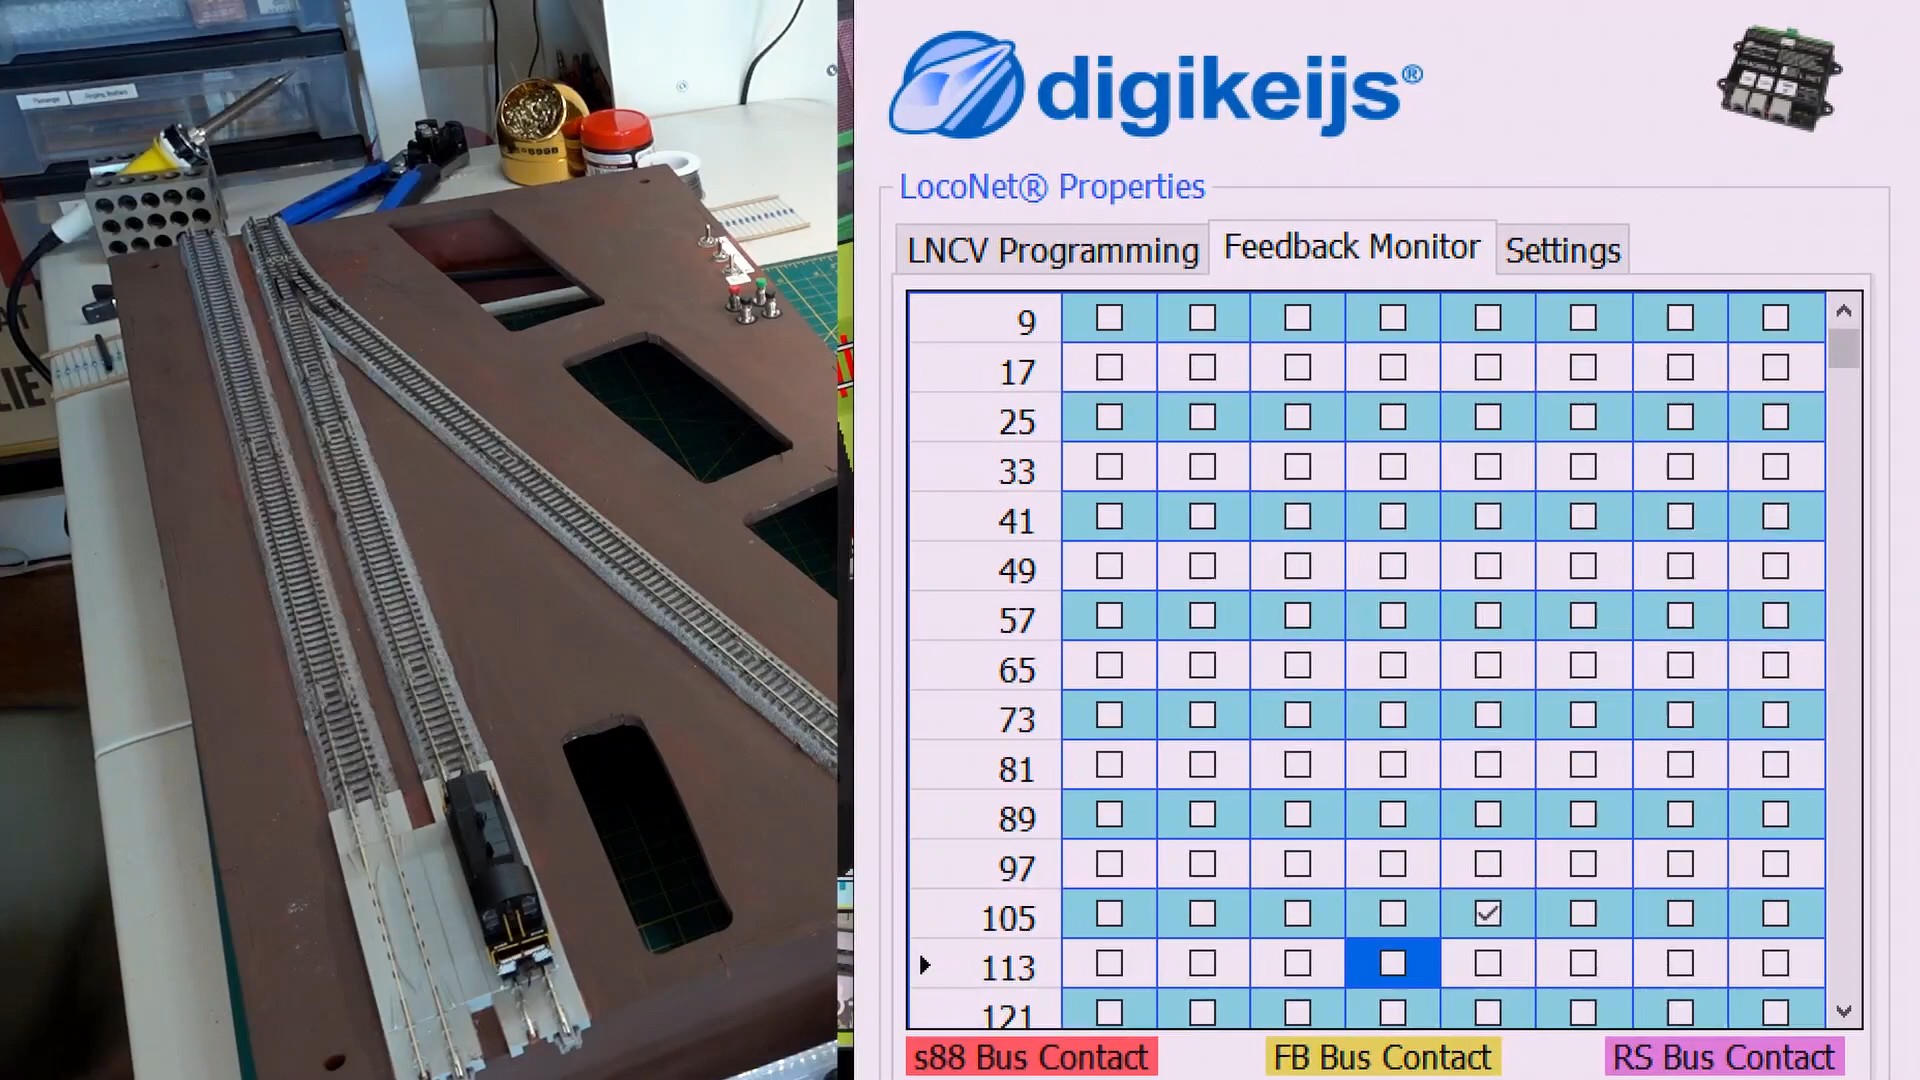 digikeijs®
LocoNet® Properties
LNCV Programming
Feedback Monitor
Settings
9
17
25
33
41
49
57
65
73
81
89
97
105
113
121
s88 Bus Contact
FB Bus Contact
RS Bus Contact